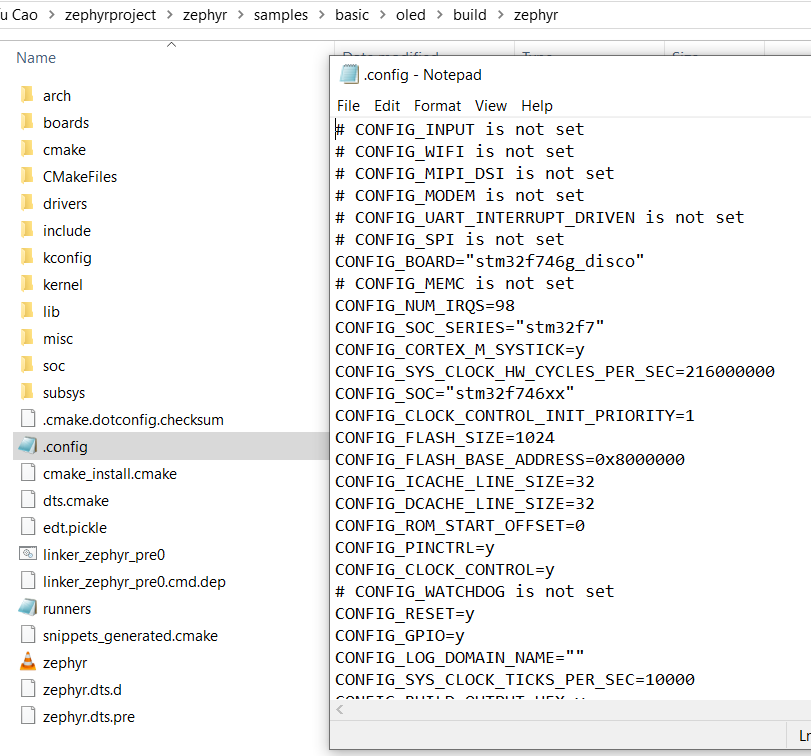 u Cao > zephyrproject > zephyr > samples > basic > oled > build > zephyr
Name
arch
boards
cmake
CMakeFiles
drivers
include
kconfig
kernel
lib
misc
soc
subsys
.cmake.dotconfig.checksum
.config
cmake_install.cmake
dts.cmake
edt.pickle
linker_zephyr_pre0
linker_zephyr_pre0.cmd.dep
runners
snippets_generated.cmake
zephyr
zephyr.dts.d
zephyr.dts.pre
.config - Notepad
File Edit Format View Help
# CONFIG_INPUT is not set
# CONFIG_WIFI is not set
# CONFIG_MIPI_DSI is not set
# CONFIG_MODEM is not set
# CONFIG_UART_INTERRUPT_DRIVEN is not set
# CONFIG_SPI is not set
CONFIG_BOARD="stm32f746g_disco"
# CONFIG_MEMC is not set
CONFIG_NUM_IRQS=98
CONFIG_SOC_SERIES="stm32f7"
CONFIG_CORTEX_M_SYSTICK=y
CONFIG_SYS_CLOCK_HW_CYCLES_PER_SEC=216000000
CONFIG_SOC="stm32f746xx"
CONFIG_CLOCK_CONTROL_INIT_PRIORITY=1
CONFIG_FLASH_SIZE=1024
CONFIG_FLASH_BASE_ADDRESS=0x8000000
CONFIG_ICACHE_LINE_SIZE=32
CONFIG_DCACHE_LINE_SIZE=32
CONFIG_ROM_START_OFFSET=0
CONFIG_PINCTRL=y
CONFIG_CLOCK_CONTROL=y
# CONFIG_WATCHDOG is not set
CONFIG_RESET=y
CONFIG_GPIO=y
CONFIG_LOG_DOMAIN_NAME=""
CONFIG_SYS_CLOCK_TICKS_PER_SEC=10000